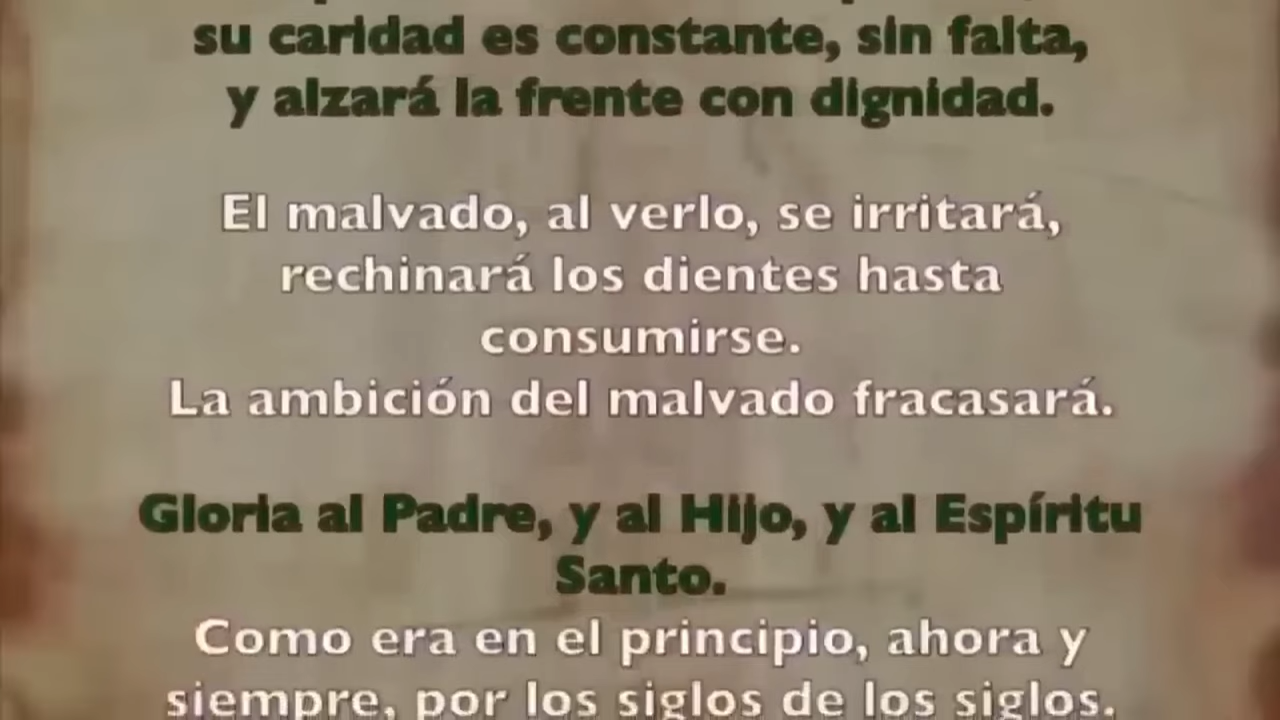 su caridad es constante, sin falta,
y alzará la frente con dignidad.
El malvado, al verlo, se irritará,
rechinará los dientes hasta
consumirse.
La ambición del malvado fracasará.
Gloria al Padre, y al Hijo, y al Espíritu
Santo.
Como era en el principio, ahora y
siempre, por los siglos de los siglos.